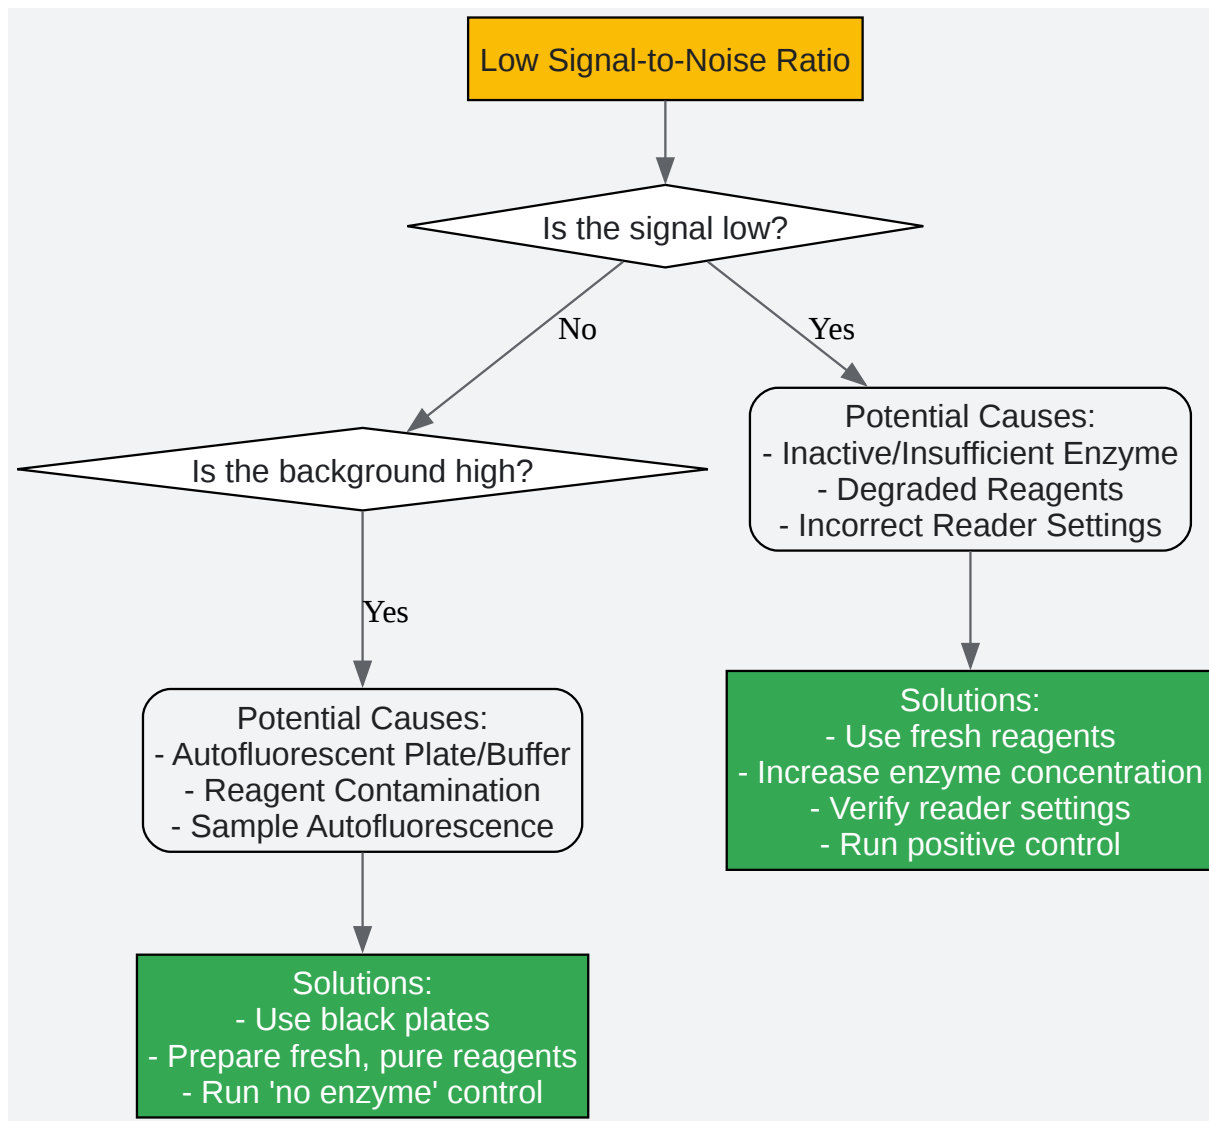 Low Signal-to-Noise Ratio
Is the signal low?
No
Yes
Is the background high?
Potential Causes:
- Inactive/Insufficient Enzyme
- Degraded Reagents
- Incorrect Reader Settings
Yes
Potential Causes:
- Autofluorescent Plate/Buffer
- Reagent Contamination
- Sample Autofluorescence
Solutions:
- Use fresh reagents
- Increase enzyme concentration
- Verify reader settings
- Run positive control
Solutions:
- Use black plates
- Prepare fresh, pure reagents
- Run 'no enzyme' control